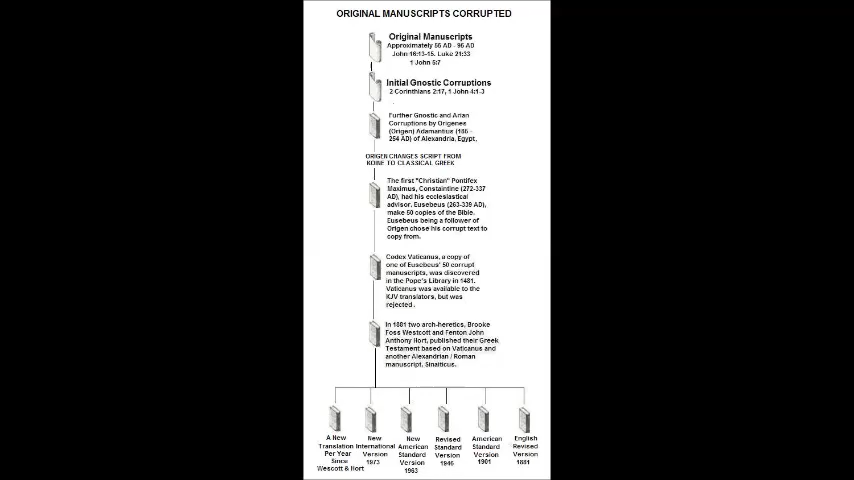 ORIGINAL MANUSCRIPTS CORRUPTED
Original Manuscripts
Approximately 55 AD - 95 AD
John 16:13-15. Luke 21:33
1 John 5:7
Initial Gnostic Corruptions
2 Corinthians 2:17, 1 John 4:1-3
Further Gnostic and Arian
Corruptions by Origenes
(Origen) Adamantius (185 -
254 AD) of Alexandria, Egypt.
ORIGEN CHANGES SCRIPT FROM
KOINE TO CLASSICAL GREEK
The first "Christian" Pontifex
Maximus, Constaintine (272-337
AD), had his ecclesiastical
advisor. Eusebeus (263-339 AD),
make 50 copies of the Bible.
Eusebeus being a follower of
Origen chose his corrupt text to
copy from.
Codex Vaticanus, a copy of
one of Eusebeus' 50 corrupt
manuscripts, was discovered
in the Pope's Library in 1481.
Vaticanus was available to the
KJV translators, but was
rejected.
In 1881 two arch-heretics, Brooke
Foss Westcott and Fenton John
Anthony Hort, published their Greek
Testament based on Vaticanus and
another Alexandrian / Roman
manuscript, Sinaiticus.
A New
Translation
Per Year
Since
Wescott & Hort
New
International
Version
1973
New
American
Standard
Version
1963
Revised
Standard
Version
1946
American
Standard
Version
1901
English
Revised
Version
1881